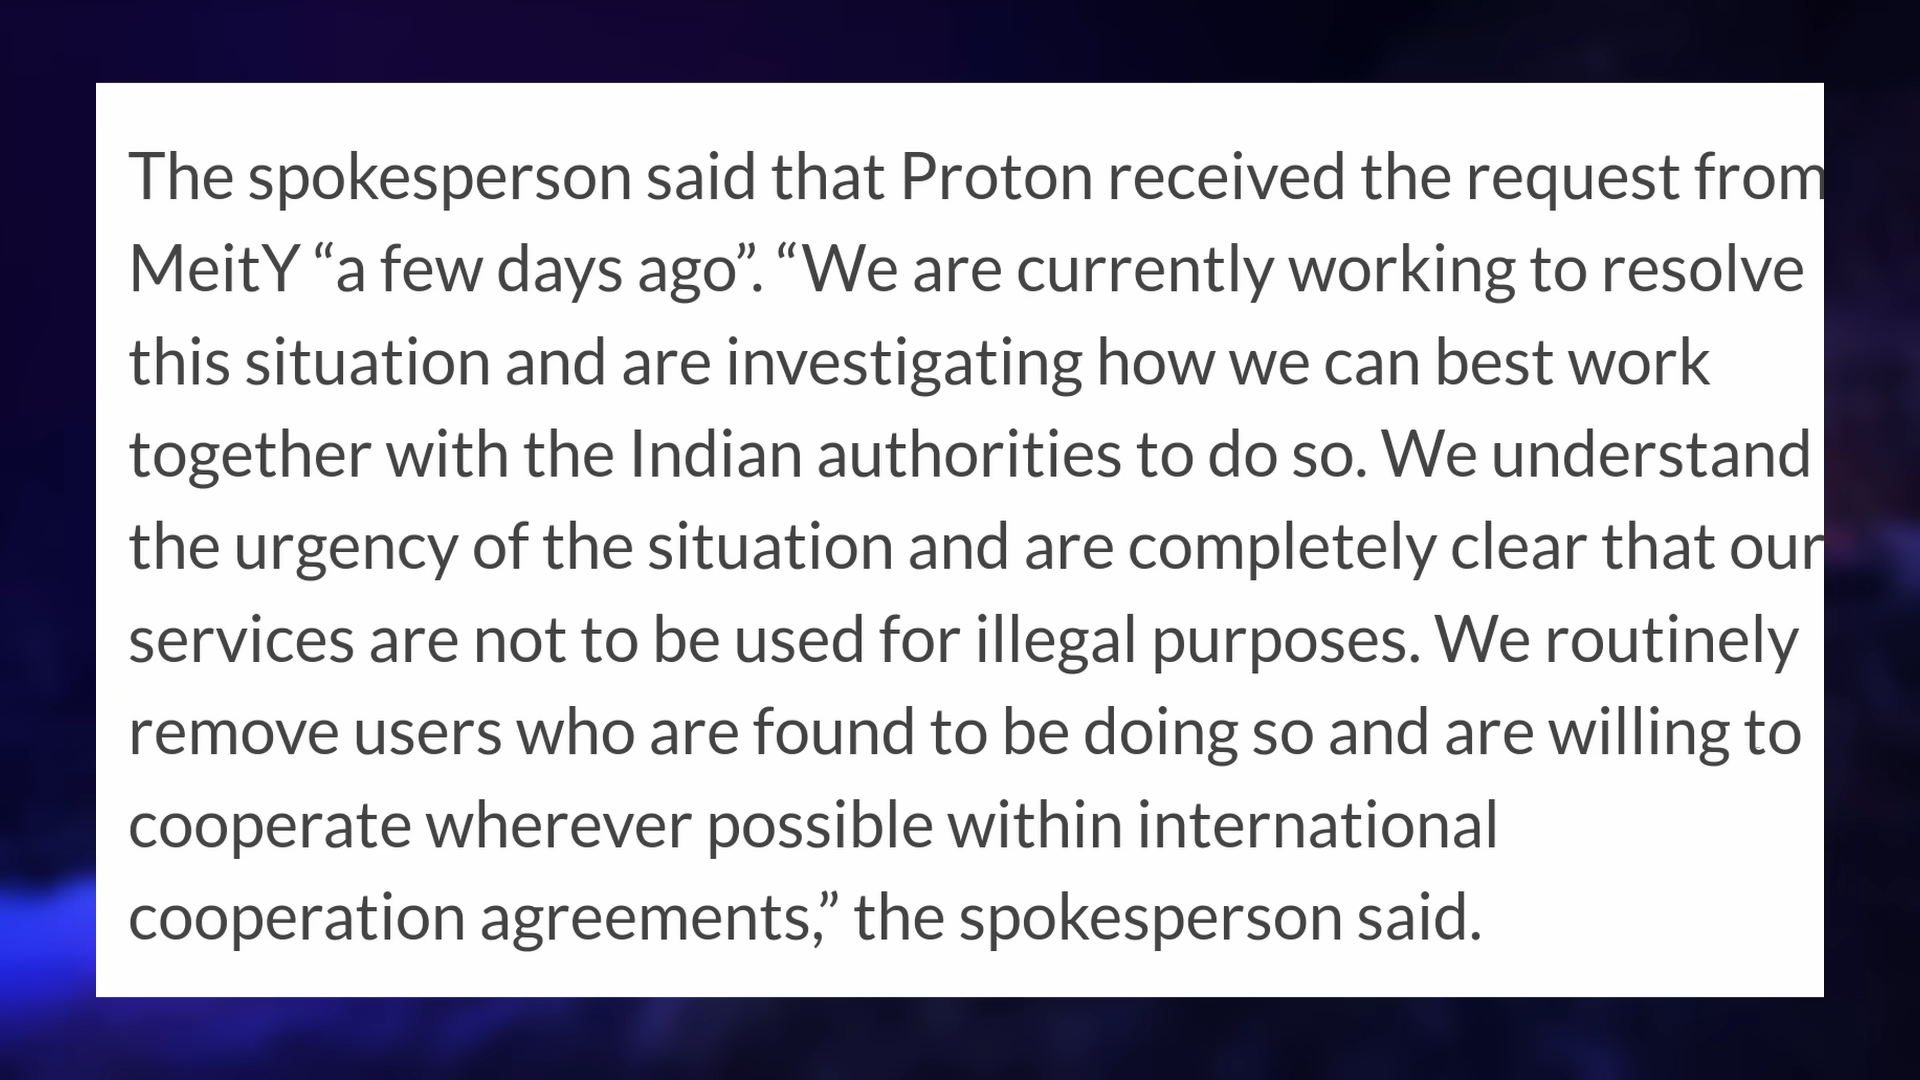 The spokesperson said that Proton received the request from
MeitY “a few days ago”. “We are currently working to resolve
this situation and are investigating how we can best work
together with the Indian authorities to do so. We understand
the urgency of the situation and are completely clear that our
services are not to be used for illegal purposes. We routinely
remove users who are found to be doing so and are willing to
cooperate wherever possible within international
cooperation agreements,” the spokesperson said.